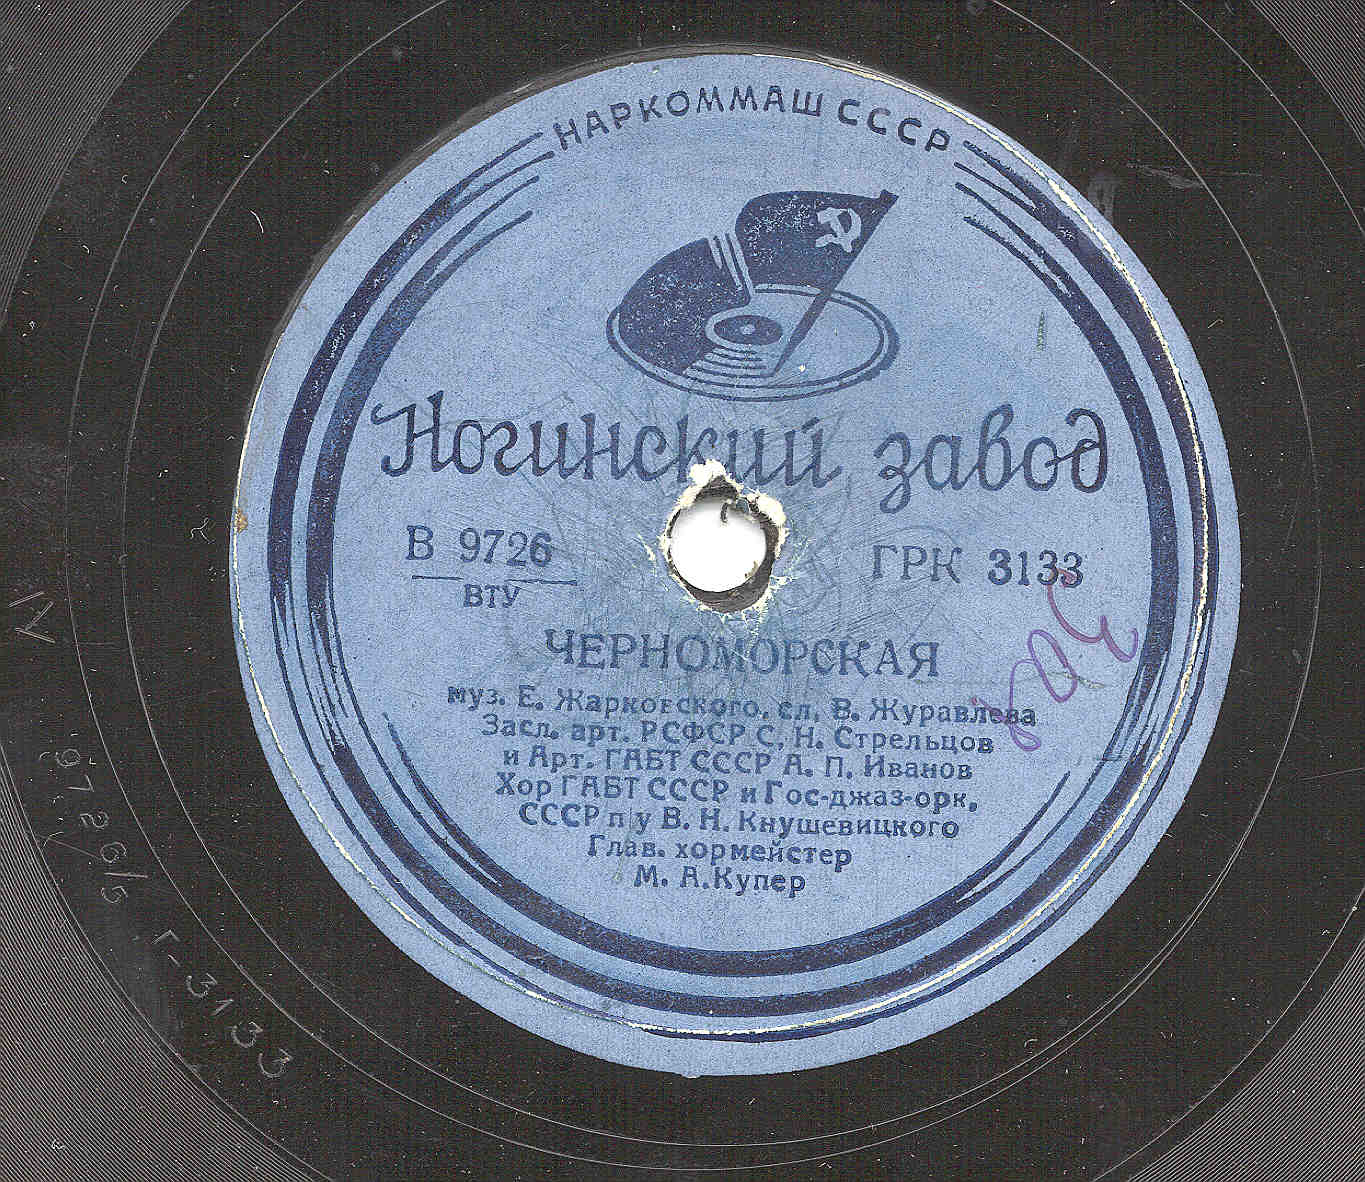 НАРКОММАШ СССР
Ногинский завод
В 9726
ВТУ
ГРК 3133
ЧЕРНОМОРСКАЯ
муз. Е. Жарковского, сл. В. Журавлева
Засл. арт. РСФСР С. Н. Стрельцов
и Арт. ГАБТ СССР А. П. Иванов
Хор ГАБТ СССР и Гос-джаз-орк.
СССР п/у В. Н. Кнушевицкого
Глав. хормейстер
М. А. Купер
9726/5
Г-3133